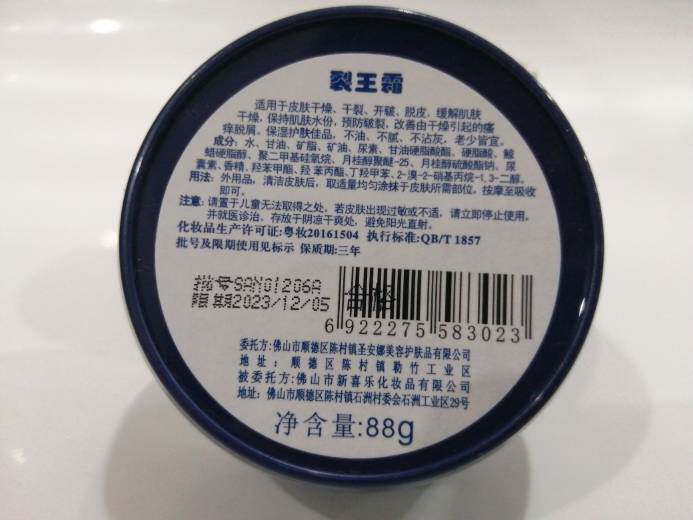 裂王霜
适用于皮肤干燥、干裂、开皲、脱皮，缓解肌肤
干燥，保持肌肤水份，预防皲裂，改善由干燥引起的瘙
痒脱屑。保湿护肤佳品，不油、不腻、不沾灰，老少皆宜。
成分：水、甘油、矿脂、矿油、尿素、甘油硬脂酸酯、硬脂酸、鲸
蜡硬脂醇、聚二甲基硅氧烷、月桂醇聚醚-25、月桂醇硫酸酯钠、尿
囊素、香精、羟苯甲酯、羟苯丙酯、丁羟甲苯、2-溴-2-硝基丙烷-1,3-二醇。
用法：外用品，清洁皮肤后，取适量均匀涂抹于皮肤所需部位，按摩至吸收
即可。
注意：请置于儿童无法取得之处，若皮肤出现过敏或不适，请立即停止使用，
并就医诊治，存放于阴凉干爽处，避免阳光直射。
化妆品生产许可证:粤妆20161504 执行标准:QB/T 1857
批号及限期使用见标示 保质期:三年
批号SAN01206A
限期2023/12/05
合格
6 922275 583023
委托方:佛山市顺德区陈村镇圣安娜美容护肤品有限公司
地址:顺德区陈村镇勒竹工业区
被委托方:佛山市新喜乐化妆品有限公司
地址:佛山市顺德区陈村镇石洲村委会石洲工业区29号
净含量:88g